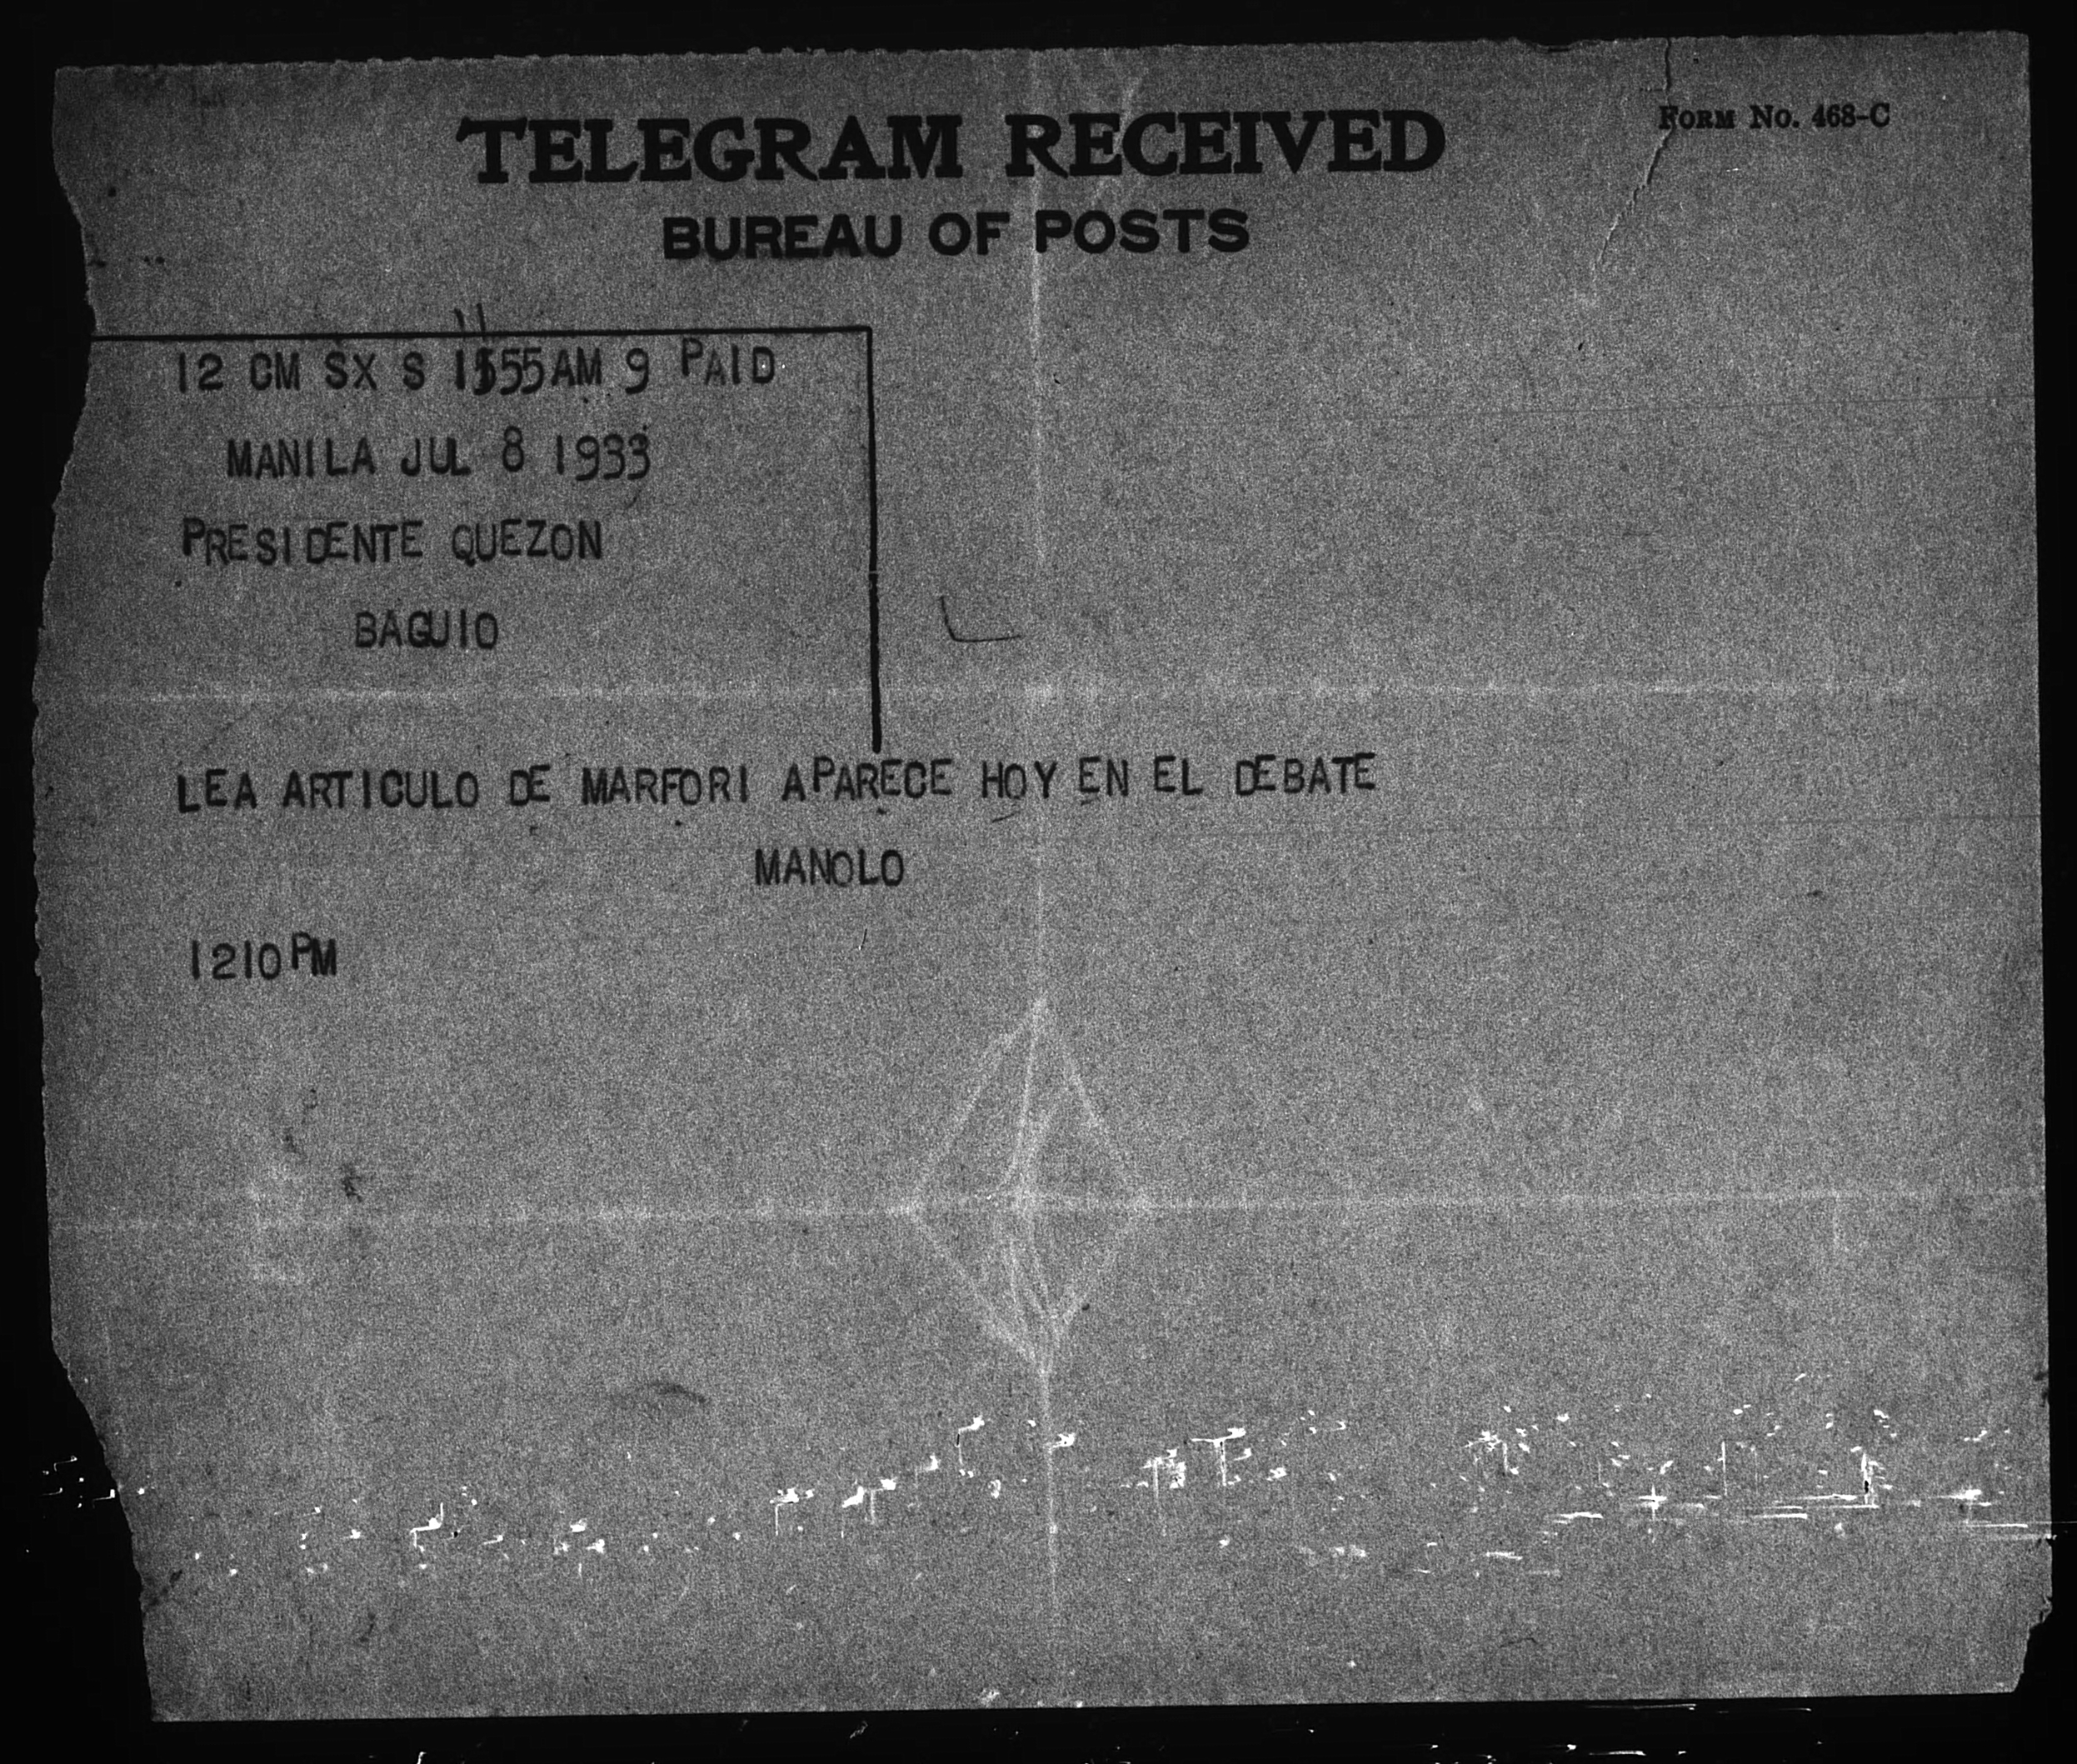 FORM NO. 468-C
TELEGRAM RECEIVED
BUREAU OF POSTS
11
12 CM SX S 1155AM 9 PAID
MANILA JUL 8 1933
PRESIDENTE QUEZON
BAGUIO
LEA ARTICULO DE MARFORI APARECE HOY EN EL DEBATE
MANOLO
1210PM